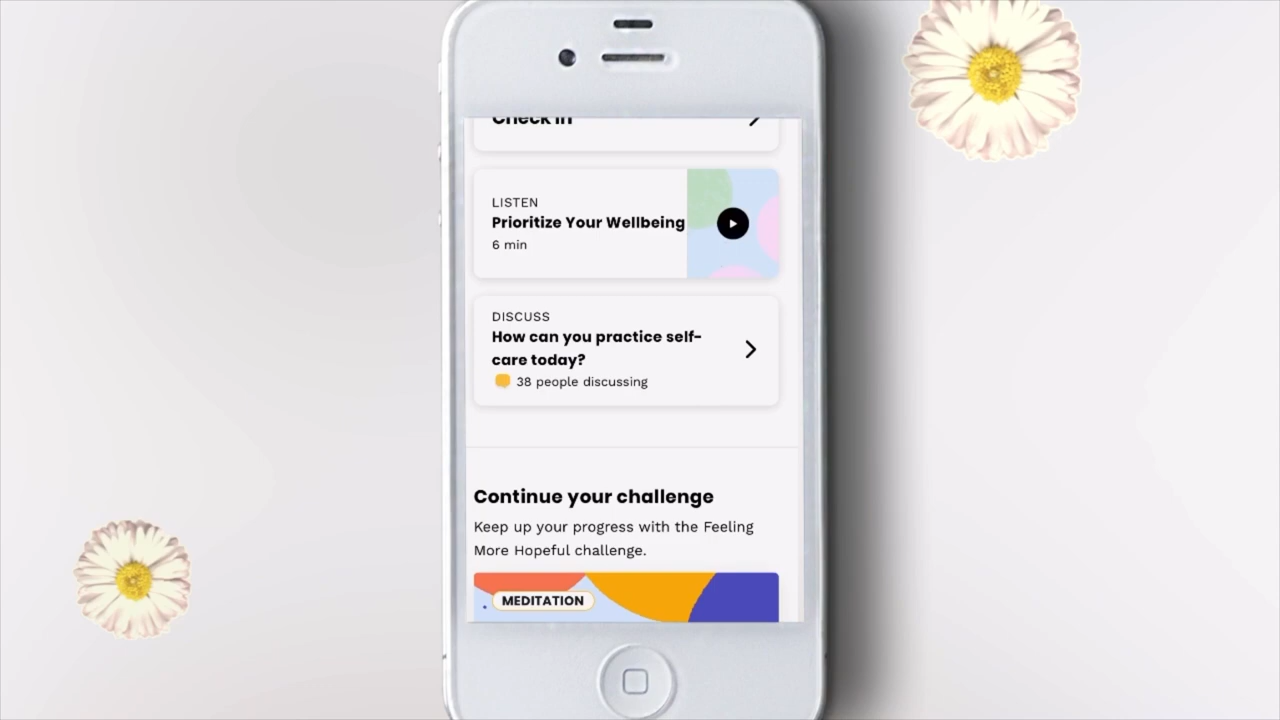 Check in
LISTEN
Prioritize Your Wellbeing
6 min
DISCUSS
How can you practice self-
care today?
38 people discussing
Continue your challenge
Keep up your progress with the Feeling
More Hopeful challenge.
MEDITATION